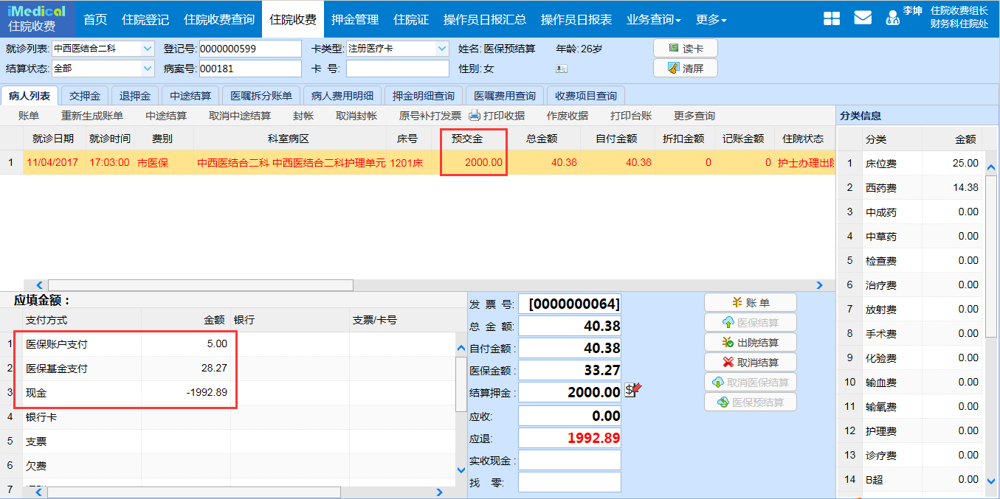 iMedical
住院收费
首页 住院登记 住院收费查询 住院收费 押金管理 住院证 操作员日报汇总 操作员日报表 业务查询 更多
李坤 住院收费组长
财务科住院处
就诊列表: 中西医结合二科 登记号: 0000000599 卡类型: 注册医疗卡 姓名: 医保预结算 年龄: 26岁 读卡
结算状态: 全部 病案号: 000181 卡 号: 性别: 女 清屏
病人列表 交押金 退押金 中途结算 医嘱拆分账单 病人费用明细 押金明细查询 医嘱费用查询 收费项目查询
账单 重新生成账单 中途结算 取消中途结算 封帐 取消封帐 原号补打发票 打印收据 作废收据 打印台账 更多查询
就诊日期 就诊时间 费别 科室病区 床号 预交金 总金额 自付金额 折扣金额 记账金额 住院状态
1 11/04/2017 17:03:00 市医保 中西医结合二科 中西医结合二科护理单元 1201床 2000.00 40.38 40.38 0 0 护士办理出院
应填金额：
支付方式 金额 银行 支票/卡号
1 医保账户支付 5.00
2 医保基金支付 28.27
3 现金 -1992.89
4 银行卡
5 支票
6 欠费
7
发 票 号: [0000000064]
总 金 额: 40.38
自付金额: 40.38
医保金额: 33.27
结算押金: 2000.00
应收: 0.00
应退: 1992.89
实收现金:
找 零:
账 单
医保结算
出院结算
取消结算
取消医保结算
医保预结算
分类信息
分类 金额
1 床位费 25.00
2 西药费 14.38
3 中成药 0.00
4 中草药 0.00
5 检查费 0.00
6 治疗费 0.00
7 放射费 0.00
8 手术费 0.00
9 化验费 0.00
10 输血费 0.00
11 输氧费 0.00
12 护理费 0.00
13 诊疗费 0.00
14 B超 0.00